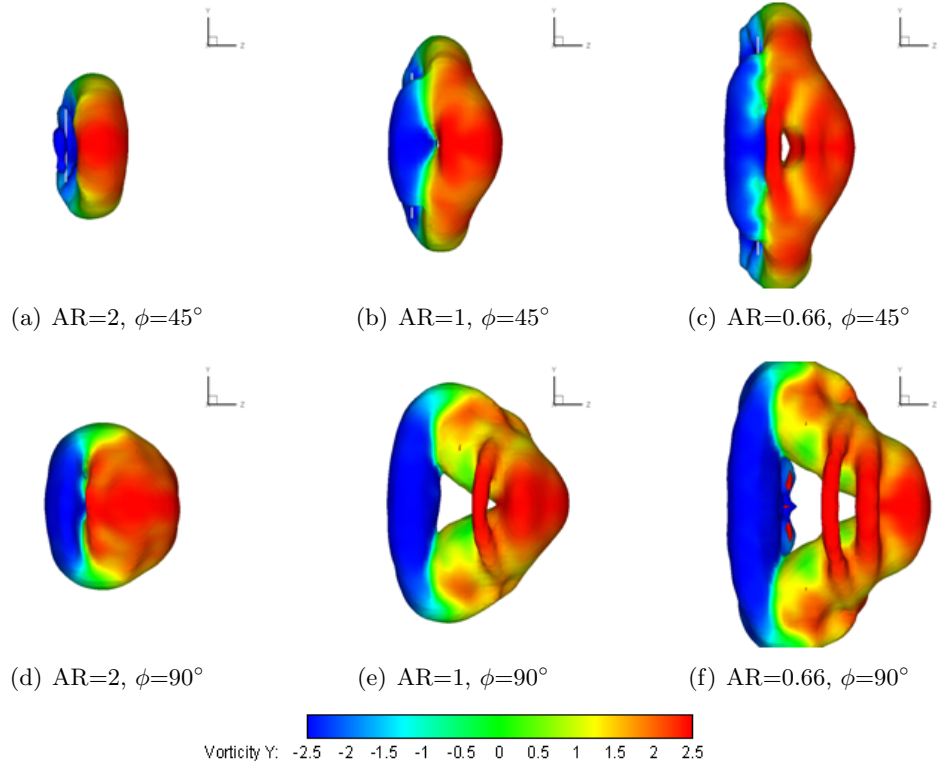 Y Z
Y Z
Y Z
(a) AR=2, ϕ=45°
(b) AR=1, ϕ=45°
(c) AR=0.66, ϕ=45°
Y Z
Y Z
Y Z
(d) AR=2, ϕ=90°
(e) AR=1, ϕ=90°
(f) AR=0.66, ϕ=90°
Vorticity Y: -2.5 -2 -1.5 -1 -0.5 0 0.5 1 1.5 2 2.5